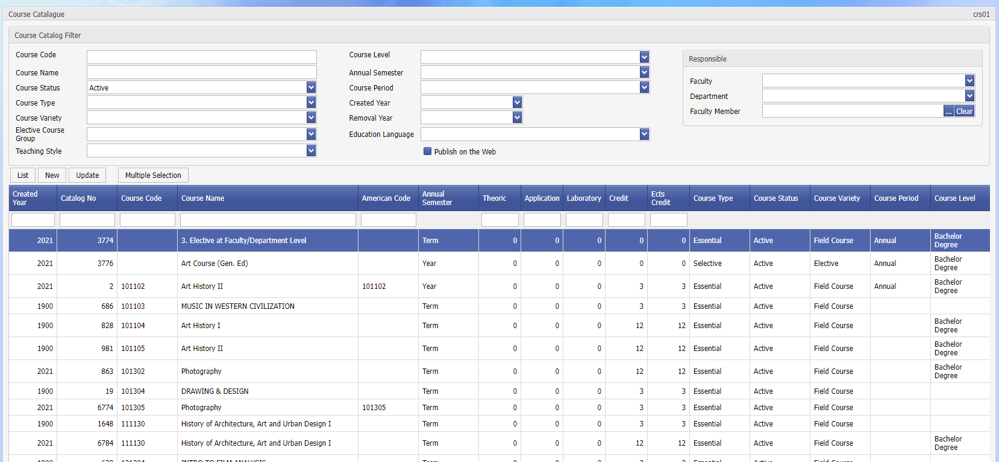 Course Catalague crs01
Course Catalog Filter
Course Code
Course Name
Course Status Active
Course Type
Course Variety
Elective Course
Group
Teaching Style
Course Level
Annual Semester
Course Period
Created Year
Removal Year
Education Language
Publish on the Web
Responsible
Faculty
Department
Faculty Member ... Clear
List New Update Multiple Selection
Created Year Catalog No Course Code Course Name American Code Annual Semester Theoric Application Laboratory Credit Ects Credit Course Type Course Status Course Variety Course Period Course Level
2021 3774 3. Elective at Faculty/Department Level Term 0 0 0 0 0 Essential Active Field Course Annual Bachelor Degree
2021 3776 Art Course (Gen. Ed) Year 0 0 0 0 0 Selective Active Elective Annual Bachelor Degree
2021 2 101102 Art History II 101102 Year 0 0 0 3 3 Essential Active Field Course Annual Bachelor Degree
1900 686 101103 MUSIC IN WESTERN CIVILIZATION Term 0 0 0 3 3 Essential Active Field Course
1900 828 101104 Art History I Term 0 0 0 12 12 Essential Active Field Course Bachelor Degree
1900 981 101105 Art History II Term 0 0 0 12 12 Essential Active Field Course Bachelor Degree
2021 863 101302 Photography Term 0 0 0 12 12 Essential Active Field Course Bachelor Degree
1900 19 101304 DRAWING & DESIGN Term 0 0 0 3 3 Essential Active Field Course
2021 6774 101305 Photography 101305 Term 0 0 0 3 3 Essential Active Field Course
1900 1648 111130 History of Architecture, Art and Urban Design I Term 0 0 0 3 3 Essential Active Field Course
2021 6784 111130 History of Architecture, Art and Urban Design I Term 0 0 0 12 12 Essential Active Field Course Bachelor Degree
INTRO TO FILM ANALYSIS Term Essential Active Field Course